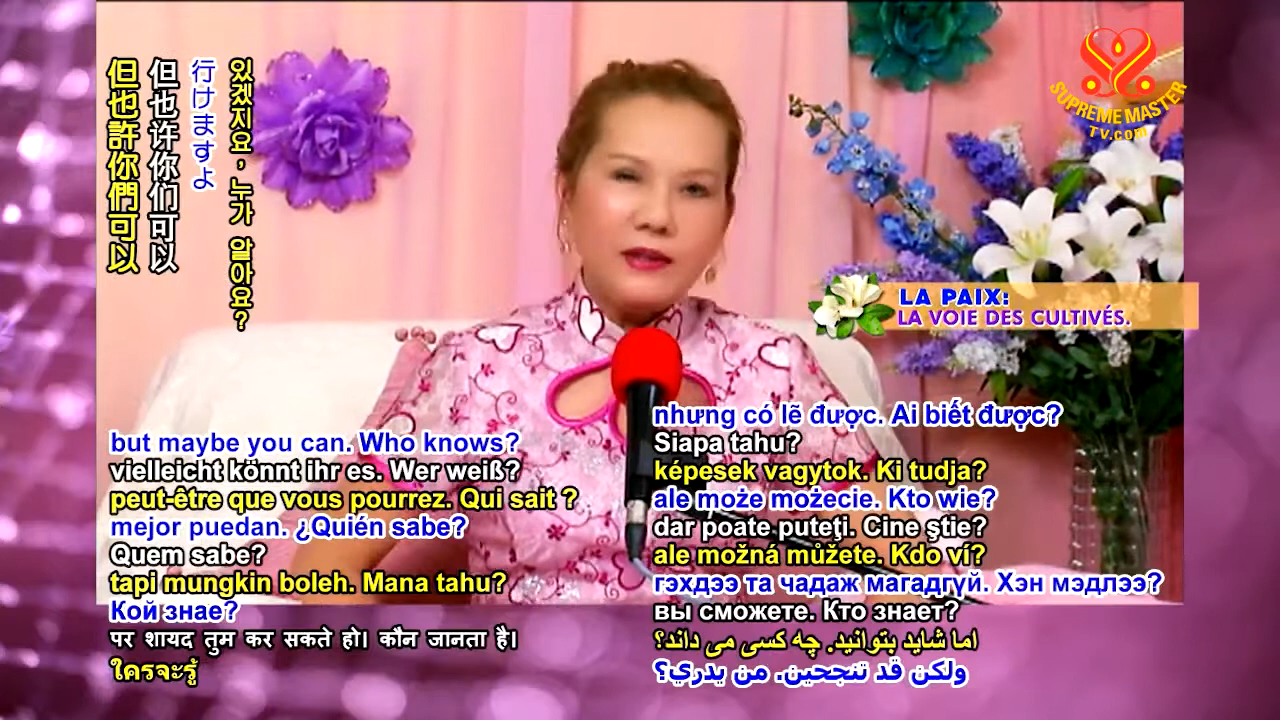 但也許你們可以
但也许你们可以
行けますよ
있겠지요, 누가 알아요?
SUPREME MASTER
TV.com
LA PAIX:
LA VOIE DES CULTIVÉS.
but maybe you can. Who knows?
vielleicht könnt ihr es. Wer weiß?
peut-être que vous pourrez. Qui sait ?
mejor puedan. ¿Quién sabe?
Quem sabe?
tapi mungkin boleh. Mana tahu?
Кой знае?
पर शायद तुम कर सकते हो। कौन जानता है।
ใครจะรู้
nhưng có lẽ được. Ai biết được?
Siapa tahu?
képesek vagytok. Ki tudja?
ale może możecie. Kto wie?
dar poate puteţi. Cine ştie?
ale možná můžete. Kdo ví?
гэхдээ та чадаж магадгүй. Хэн мэдлээ?
вы сможете. Кто знает?
اما شاید بتوانید. چه کسی می داند؟
ولكن قد تنجحين. من يدري؟